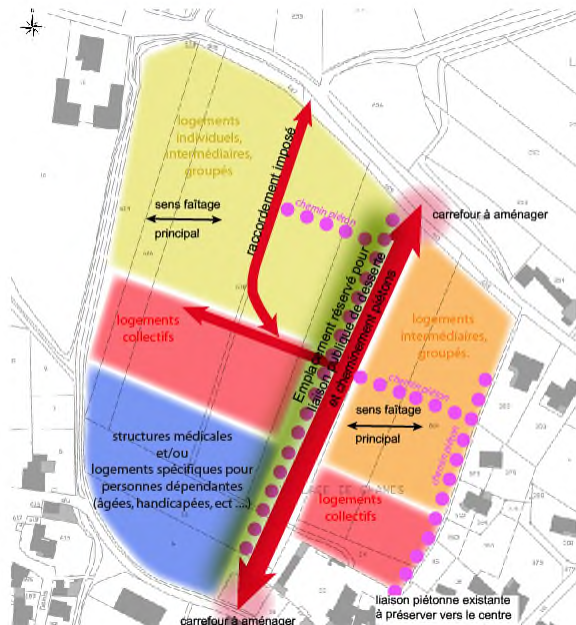 logements
individuels,
intermédiaires,
groupés
sens faîtage
principal
raccordement imposé
chemin piéton
carrefour à aménager
Emplacement réservé pour
liaison publique de desserte
et cheminement piétons
logements
collectifs
logements
intermédiaires,
groupés.
chemin piéton
sens faîtage
principal
chemin piéton
structures médicales
et/ou
logements spécifiques pour
personnes dépendantes
(âgées, handicapées, ect ....)
logements
collectifs
liaison piétonne existante
à préserver vers le centre
carrefour à aménager